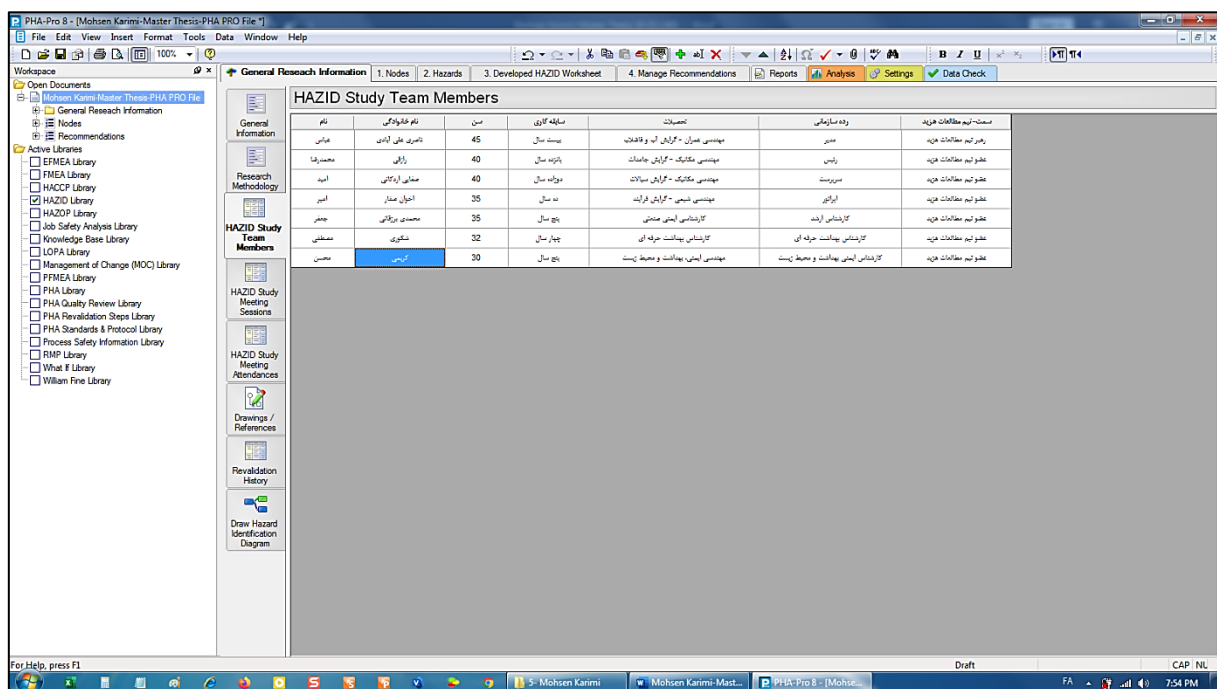 PHA-Pro 8 - [Mohsen Karimi-Master Thesis-PHA PRO File *]
File Edit View Insert Format Tools Data Window Help
100%
B I U
Workspace
Open Documents
Mohsen Karimi-Master Thesis-PHA PRO File
General Reseach Information
Nodes
Recommendations
Active Libraries
EFMEA Library
FMEA Library
HACCP Library
HAZID Library
HAZOP Library
Job Safety Analysis Library
Knowledge Base Library
LOPA Library
Management of Change (MOC) Library
PFMEA Library
PHA Library
PHA Quality Review Library
PHA Revalidation Steps Library
PHA Standards & Protocol Library
Process Safety Information Library
RMP Library
What If Library
William Fine Library
General Reseach Information 1. Nodes 2. Hazards 3. Developed HAZID Worksheet 4. Manage Recommendations Reports Analysis Settings Data Check
General Information
Research Methodology
HAZID Study Team Members
HAZID Study Meeting Sessions
HAZID Study Meeting Attendances
Drawings / References
Revalidation History
Draw Hazard Identification Diagram
HAZID Study Team Members
نام نام خانوادگی سن سابقه کاری تحصیلات رده سازمانی سمت-تیم مطالعات هزید
عباس ناصری علی آبادی 45 بیست سال مهندسی عمران - گرایش آب و فاضلاب مدیر رهبر تیم مطالعات هزید
محمدرضا رزاقی 40 پانزده سال مهندسی مکانیک - گرایش جامدات رئیس عضو تیم مطالعات هزید
امید صفایی اردکانی 40 دوازده سال مهندسی مکانیک - گرایش سیالات سرپرست عضو تیم مطالعات هزید
امیر اخوان صفار 35 ده سال مهندسی شیمی - گرایش فرآیند اپراتور عضو تیم مطالعات هزید
جعفر محمدی برزقانی 35 پنج سال کارشناسی ایمنی صنعتی کارشناس ارشد عضو تیم مطالعات هزید
مصطفی شکوری 32 چهار سال کارشناس بهداشت حرفه ای کارشناس بهداشت حرفه ای عضو تیم مطالعات هزید
محسن کریمی 30 پنج سال مهندسی ایمنی، بهداشت و محیط زیست کارشناس ایمنی بهداشت و محیط زیست عضو تیم مطالعات هزید
For Help, press F1 Draft CAP NU
5- Mohsen Karimi Mohsen Karimi-Mast... PHA-Pro 8 - [Mohse... FA 7:54 PM